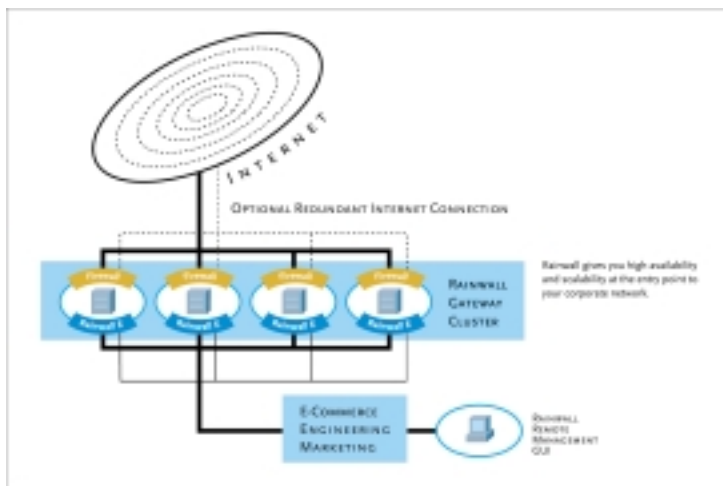 INTERNET
OPTIONAL REDUNDANT INTERNET CONNECTION
Firewall Firewall Firewall Firewall
Rainwall E Rainwall E Rainwall E Rainwall E
RAINWALL
GATEWAY
CLUSTER
Rainwall gives you high availability
and scalability at the entry point to
your corporate network.
E-COMMERCE
ENGINEERING
MARKETING
RAINWALL
REMOTE
MANAGEMENT
GUI